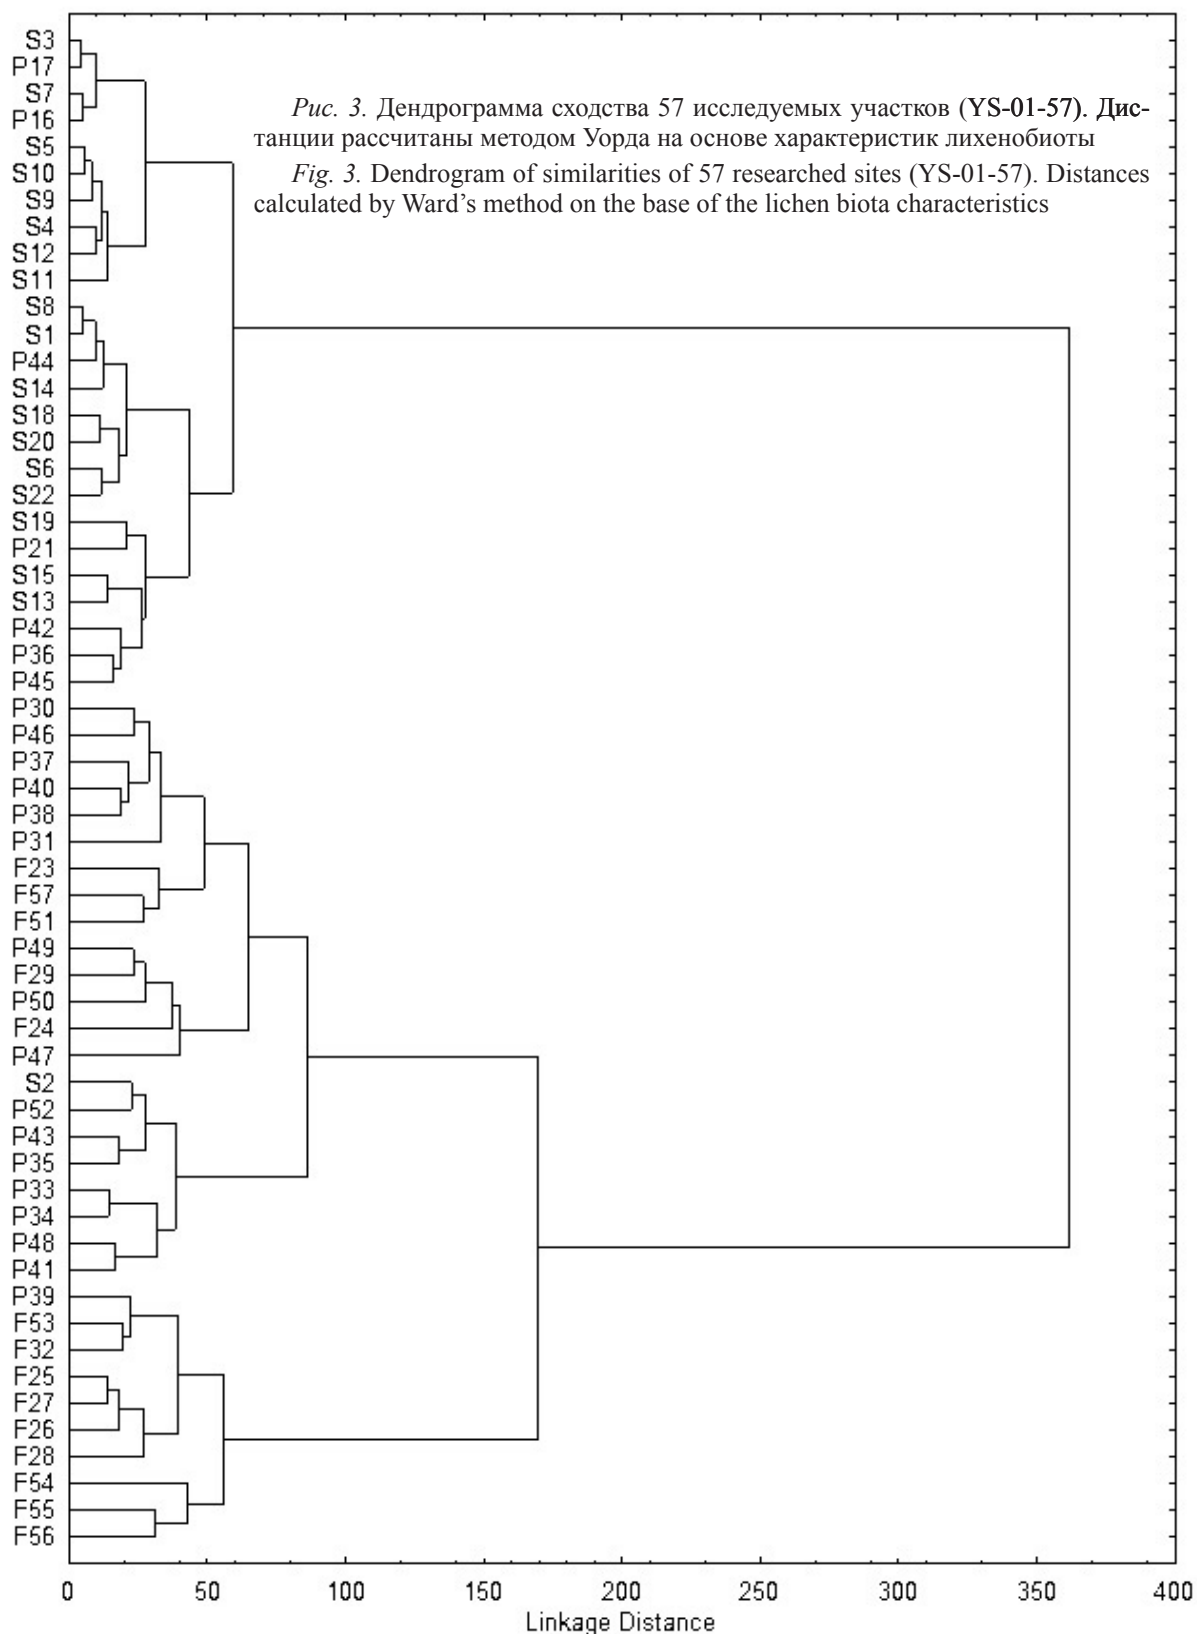 Рис. 3. Дендрограмма сходства 57 исследуемых участков (YS-01-57). Дис-
танции рассчитаны методом Уорда на основе характеристик лихенобиоты
Fig. 3. Dendrogram of similarities of 57 researched sites (YS-01-57). Distances
calculated by Ward’s method on the base of the lichen biota characteristics
S3
P17
S7
P16
S5
S10
S9
S4
S12
S11
S8
S1
P44
S14
S18
S20
S6
S22
S19
P21
S15
S13
P42
P36
P45
P30
P46
P37
P40
P38
P31
F23
F57
F51
P49
F29
P50
F24
P47
S2
P52
P43
P35
P33
P34
P48
P41
P39
F53
F32
F25
F27
F26
F28
F54
F55
F56
0 50 100 150 200 250 300 350 400
Linkage Distance